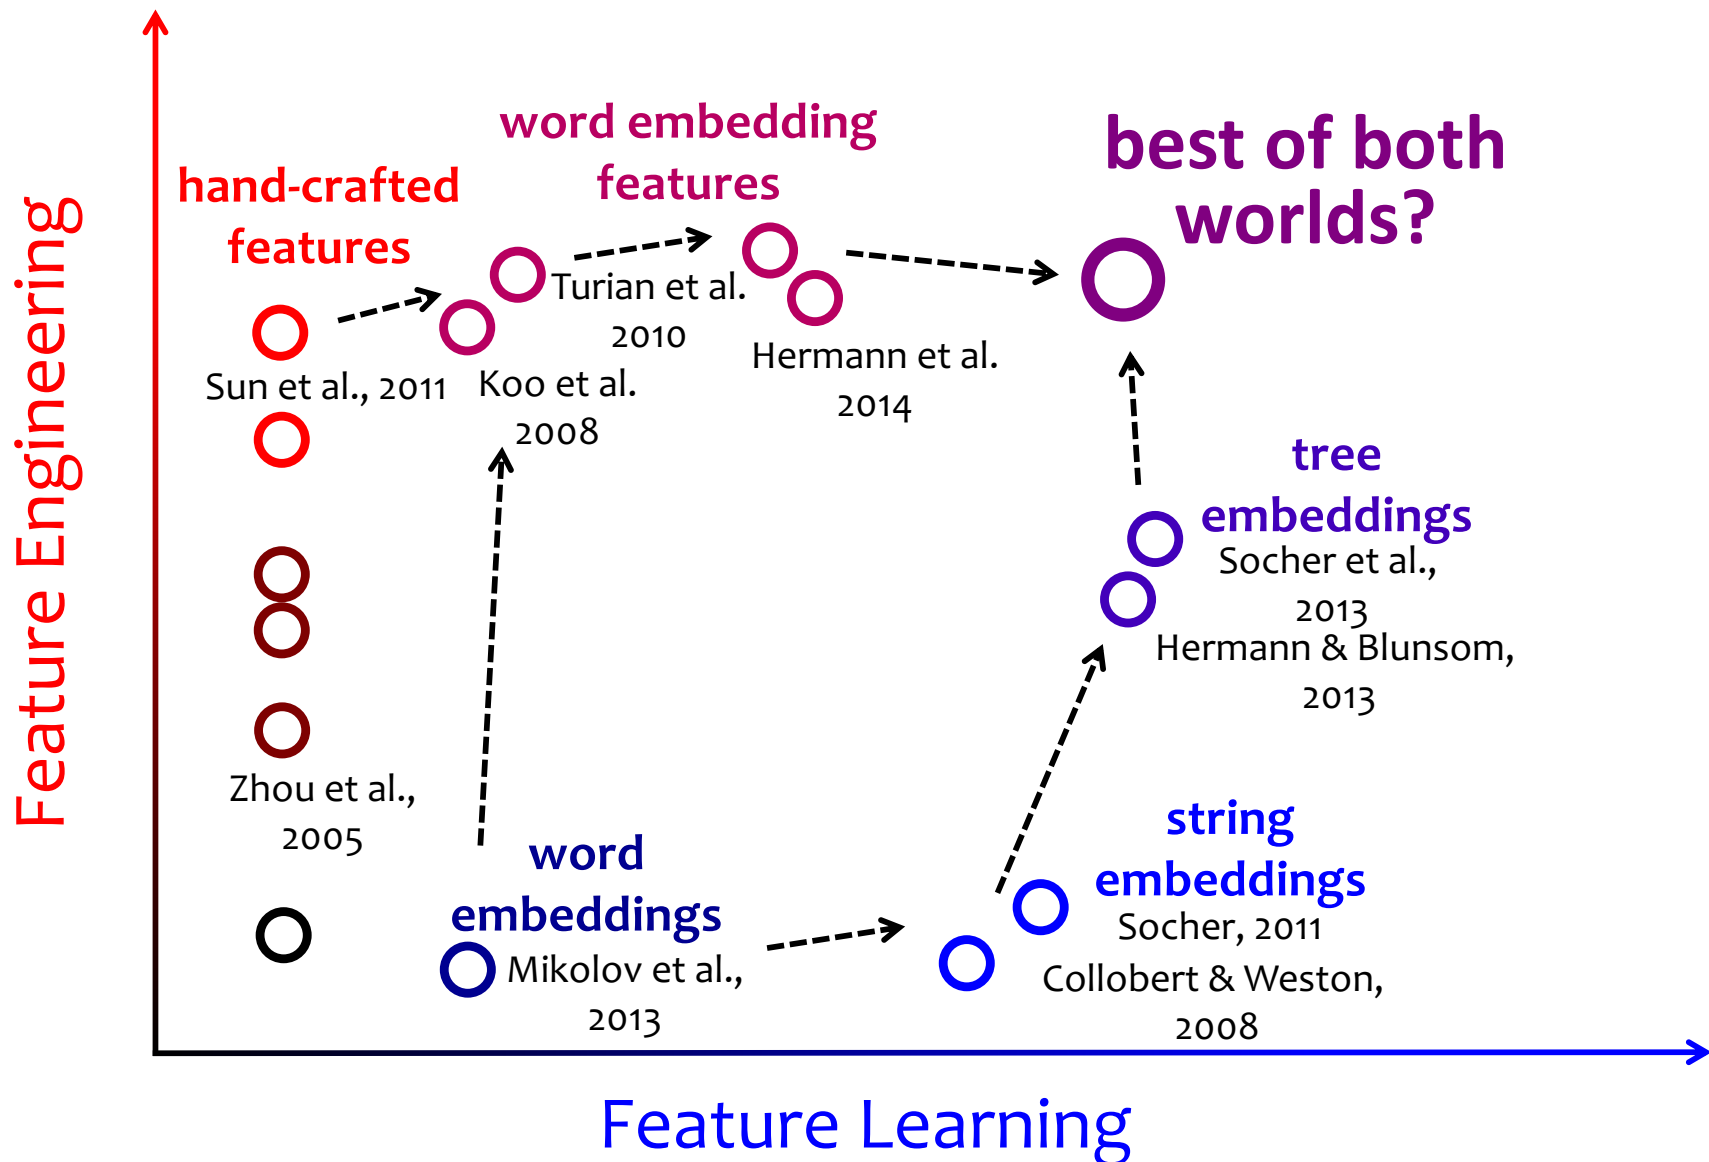 word embedding
features
best of both
worlds?
hand-crafted
features
Turian et al.
2010
Hermann et al.
2014
Sun et al., 2011
Koo et al.
2008
Feature Engineering
tree
embeddings
Socher et al.,
2013
Hermann & Blunsom,
2013
Zhou et al.,
2005
word
embeddings
Mikolov et al.,
2013
string
embeddings
Socher, 2011
Collobert & Weston,
2008
Feature Learning